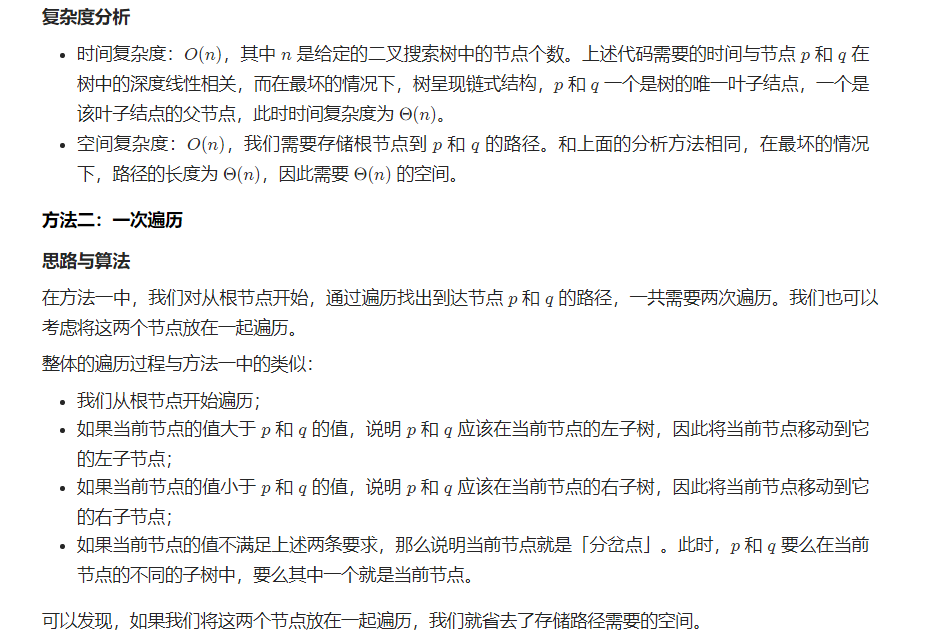 复杂度分析
• 时间复杂度：O(n)，其中 n 是给定的二叉搜索树中的节点个数。上述代码需要的时间与节点 p 和 q 在
树中的深度线性相关，而在最坏的情况下，树呈现链式结构，p 和 q 一个是树的唯一叶子结点，一个是
该叶子结点的父节点，此时时间复杂度为 Θ(n)。
• 空间复杂度：O(n)，我们需要存储根节点到 p 和 q 的路径。和上面的分析方法相同，在最坏的情况
下，路径的长度为 Θ(n)，因此需要 Θ(n) 的空间。
方法二：一次遍历
思路与算法
在方法一中，我们对从根节点开始，通过遍历找出到达节点 p 和 q 的路径，一共需要两次遍历。我们也可以
考虑将这两个节点放在一起遍历。
整体的遍历过程与方法一中的类似：
• 我们从根节点开始遍历；
• 如果当前节点的值大于 p 和 q 的值，说明 p 和 q 应该在当前节点的左子树，因此将当前节点移动到它
的左子节点；
• 如果当前节点的值小于 p 和 q 的值，说明 p 和 q 应该在当前节点的右子树，因此将当前节点移动到它
的右子节点；
• 如果当前节点的值不满足上述两条要求，那么说明当前节点就是「分岔点」。此时，p 和 q 要么在当前
节点的不同的子树中，要么其中一个就是当前节点。
可以发现，如果我们将这两个节点放在一起遍历，我们就省去了存储路径需要的空间。